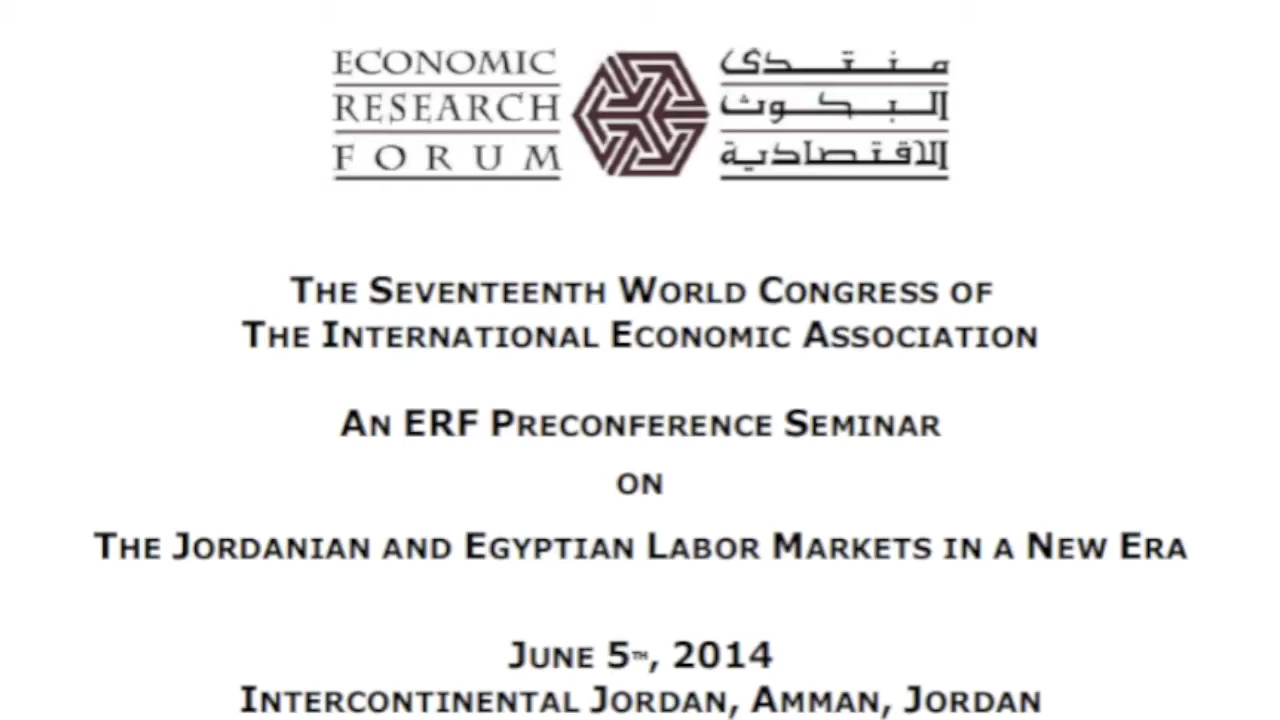 ECONOMIC
RESEARCH
FORUM
منتدى
البحوث
الاقتصادية
THE SEVENTEENTH WORLD CONGRESS OF
THE INTERNATIONAL ECONOMIC ASSOCIATION
AN ERF PRECONFERENCE SEMINAR
ON
THE JORDANIAN AND EGYPTIAN LABOR MARKETS IN A NEW ERA
JUNE 5TH, 2014
INTERCONTINENTAL JORDAN, AMMAN, JORDAN